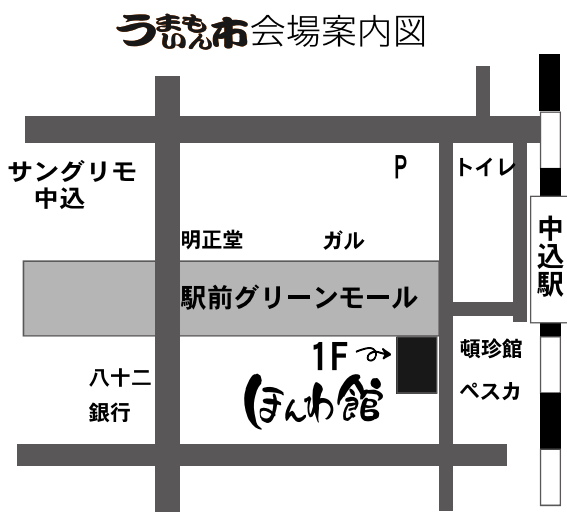 うまいもん市会場案内図
サングリモ
中込
P
トイレ
明正堂
ガル
中込駅
駅前グリーンモール
1F
ほんわ館
頓珍館
ペスカ
八十二
銀行